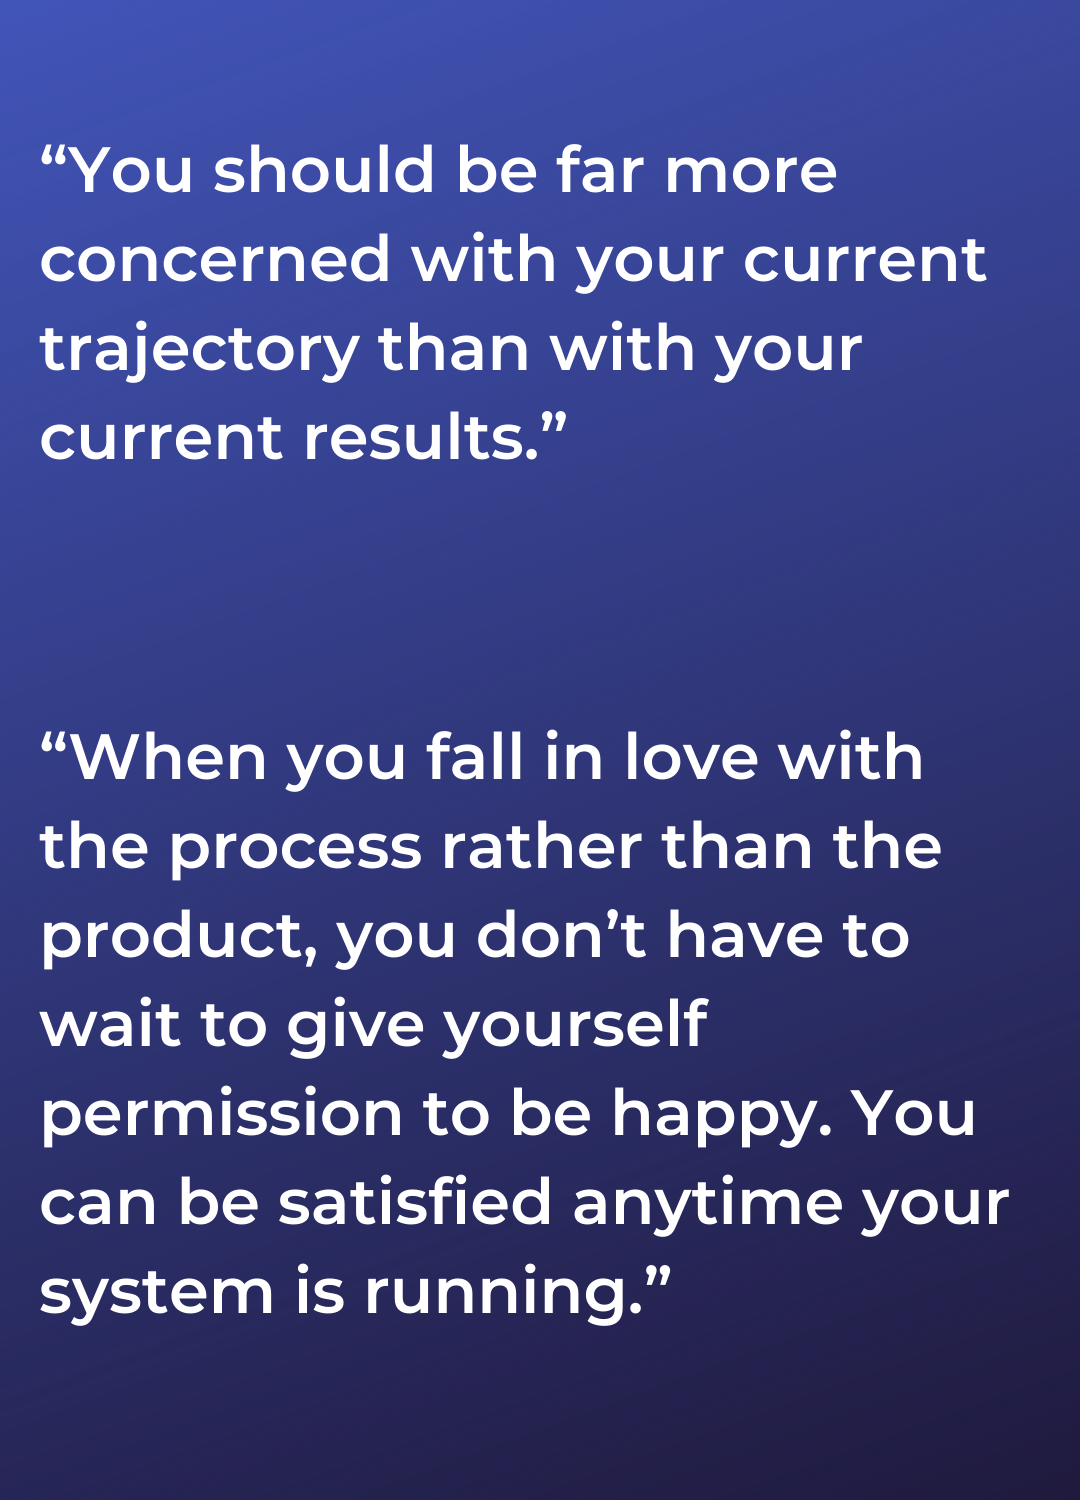 “You should be far more
concerned with your current
trajectory than with your
current results.”
“When you fall in love with
the process rather than the
product, you don’t have to
wait to give yourself
permission to be happy. You
can be satisfied anytime your
system is running.”